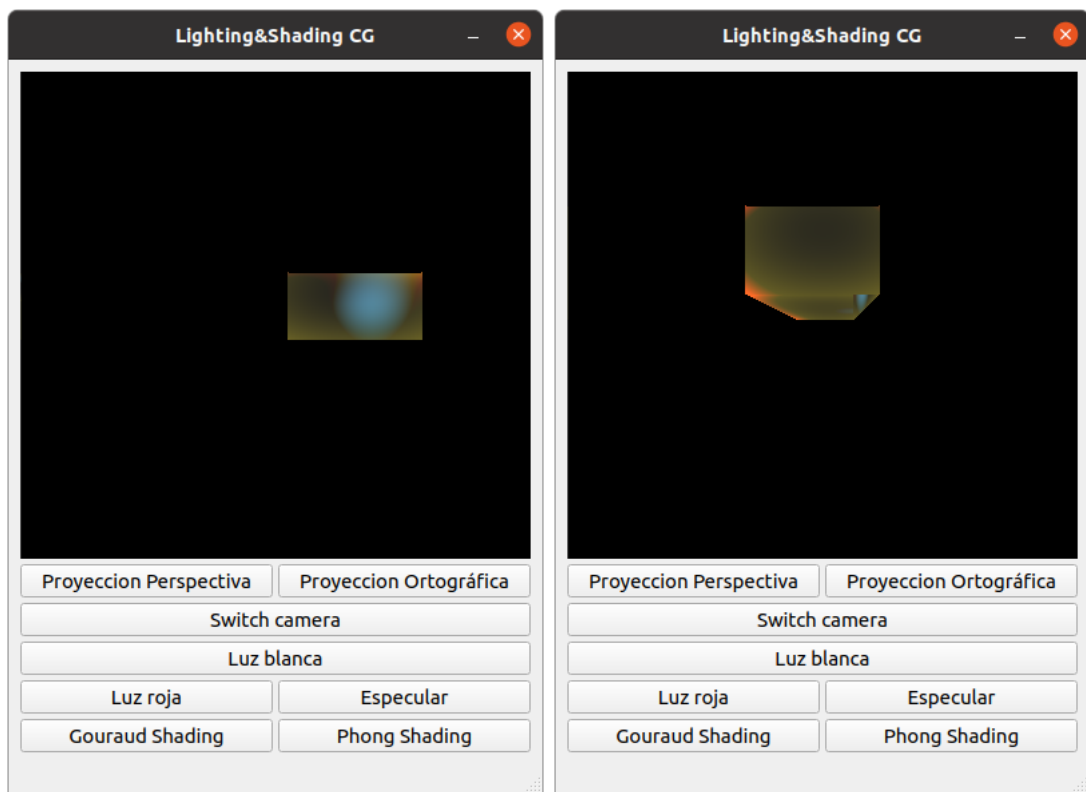 Lighting&Shading CG
Proyeccion Perspectiva
Proyeccion Ortográfica
Switch camera
Luz blanca
Luz roja
Especular
Gouraud Shading
Phong Shading
Lighting&Shading CG
Proyeccion Perspectiva
Proyeccion Ortográfica
Switch camera
Luz blanca
Luz roja
Especular
Gouraud Shading
Phong Shading